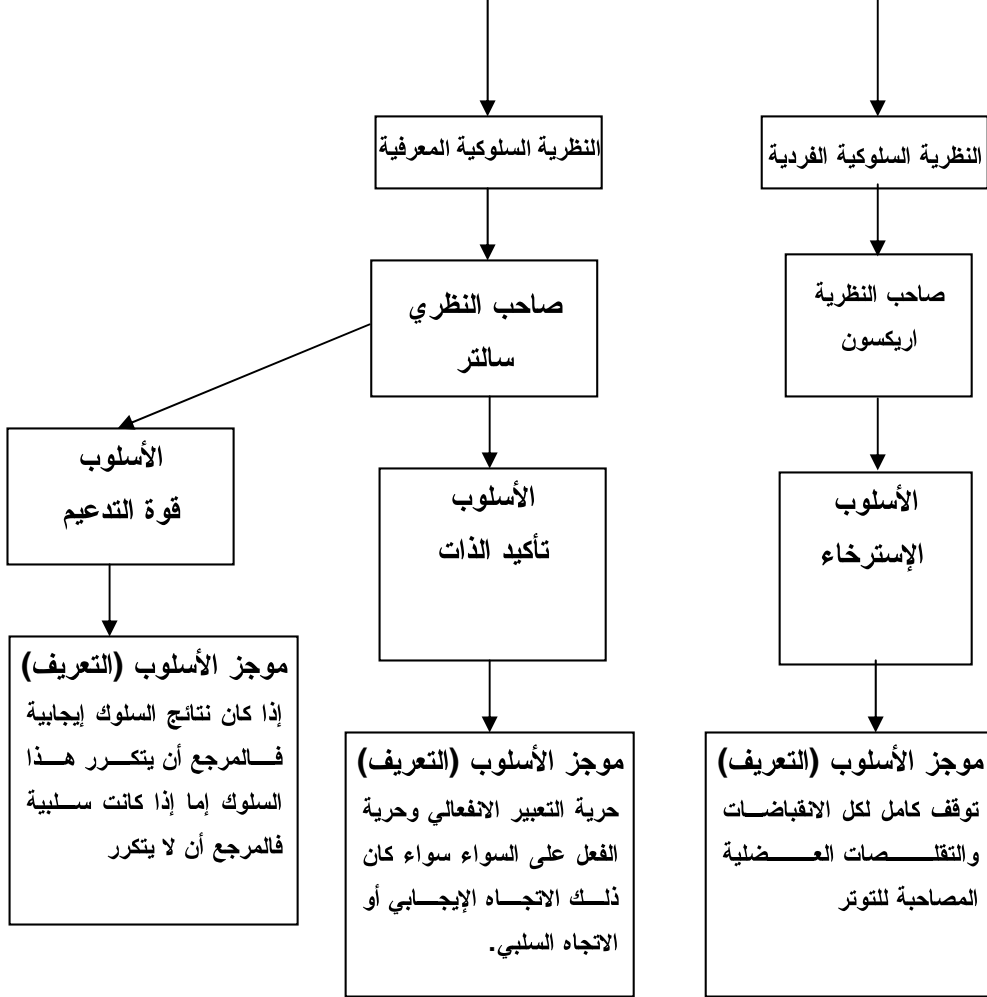 النظرية السلوكية الفردية
صاحب النظرية
اريكسون
الأسلوب
الإسترخاء
موجز الأسلوب (التعريف)
توقف كامل لكل الانقباضات
والتقلصات العضلية
المصاحبة للتوتر
النظرية السلوكية المعرفية
صاحب النظري
سالتر
الأسلوب
تأكيد الذات
موجز الأسلوب (التعريف)
حرية التعبير الانفعالي وحرية
الفعل على السواء سواء كان
ذلك الاتجاه الإيجابي أو
الاتجاه السلبي.
الأسلوب
قوة التدعيم
موجز الأسلوب (التعريف)
إذا كان نتائج السلوك إيجابية
فالمرجع أن يتكرر هذا
السلوك إما إذا كانت سلبية
فالمرجع أن لا يتكرر